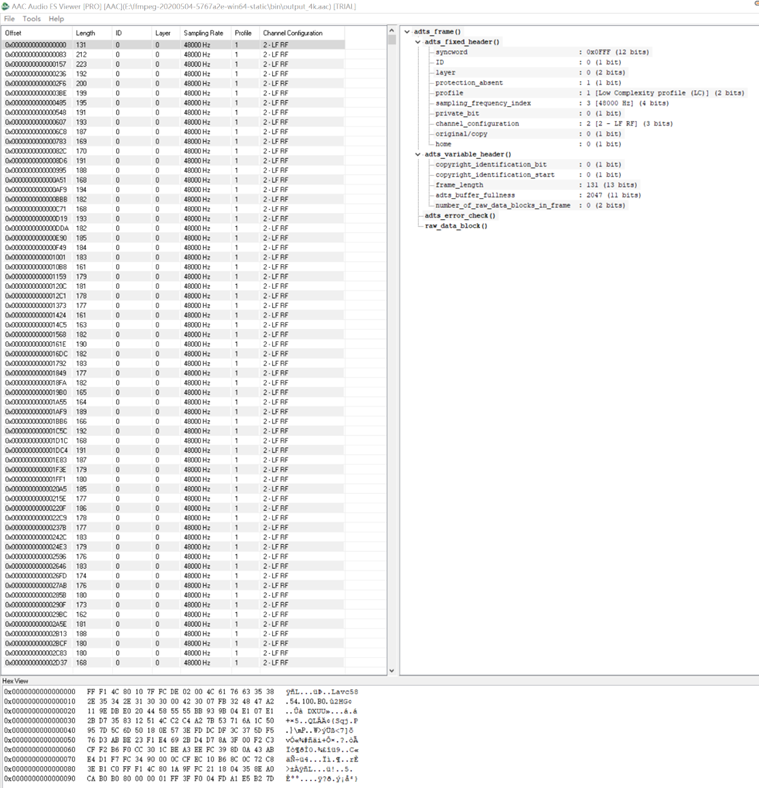 AAC Audio ES Viewer [PRO] [AAC](E:\ffmpeg-20200504-5767a2e-win64-static\bin\output_4k.aac) [TRIAL]
File Tools Help
Offset Length ID Layer Sampling Rate Profile Channel Configuration
0x0000000000000000 131 0 0 48000 Hz 1 2 - LF RF
0x0000000000000083 212 0 0 48000 Hz 1 2 - LF RF
0x0000000000000157 223 0 0 48000 Hz 1 2 - LF RF
0x0000000000000236 192 0 0 48000 Hz 1 2 - LF RF
0x00000000000002F6 200 0 0 48000 Hz 1 2 - LF RF
0x00000000000003BE 199 0 0 48000 Hz 1 2 - LF RF
0x0000000000000485 195 0 0 48000 Hz 1 2 - LF RF
0x0000000000000548 191 0 0 48000 Hz 1 2 - LF RF
0x0000000000000607 193 0 0 48000 Hz 1 2 - LF RF
0x00000000000006C8 187 0 0 48000 Hz 1 2 - LF RF
0x0000000000000783 169 0 0 48000 Hz 1 2 - LF RF
0x000000000000082C 170 0 0 48000 Hz 1 2 - LF RF
0x00000000000008D6 191 0 0 48000 Hz 1 2 - LF RF
0x0000000000000995 188 0 0 48000 Hz 1 2 - LF RF
0x0000000000000A51 168 0 0 48000 Hz 1 2 - LF RF
0x0000000000000AF9 194 0 0 48000 Hz 1 2 - LF RF
0x0000000000000BBB 182 0 0 48000 Hz 1 2 - LF RF
0x0000000000000C71 168 0 0 48000 Hz 1 2 - LF RF
0x0000000000000D19 193 0 0 48000 Hz 1 2 - LF RF
0x0000000000000DDA 182 0 0 48000 Hz 1 2 - LF RF
0x0000000000000E90 185 0 0 48000 Hz 1 2 - LF RF
0x0000000000000F49 184 0 0 48000 Hz 1 2 - LF RF
0x0000000000001001 183 0 0 48000 Hz 1 2 - LF RF
0x00000000000010B8 161 0 0 48000 Hz 1 2 - LF RF
0x0000000000001159 179 0 0 48000 Hz 1 2 - LF RF
0x000000000000120C 181 0 0 48000 Hz 1 2 - LF RF
0x00000000000012C1 178 0 0 48000 Hz 1 2 - LF RF
0x0000000000001373 177 0 0 48000 Hz 1 2 - LF RF
0x0000000000001424 161 0 0 48000 Hz 1 2 - LF RF
0x00000000000014C5 163 0 0 48000 Hz 1 2 - LF RF
0x0000000000001568 182 0 0 48000 Hz 1 2 - LF RF
0x000000000000161E 190 0 0 48000 Hz 1 2 - LF RF
0x00000000000016DC 182 0 0 48000 Hz 1 2 - LF RF
0x0000000000001792 183 0 0 48000 Hz 1 2 - LF RF
0x0000000000001849 177 0 0 48000 Hz 1 2 - LF RF
0x00000000000018FA 182 0 0 48000 Hz 1 2 - LF RF
0x00000000000019B0 165 0 0 48000 Hz 1 2 - LF RF
0x0000000000001A55 164 0 0 48000 Hz 1 2 - LF RF
0x0000000000001AF9 189 0 0 48000 Hz 1 2 - LF RF
0x0000000000001BB6 166 0 0 48000 Hz 1 2 - LF RF
0x0000000000001C5C 192 0 0 48000 Hz 1 2 - LF RF
0x0000000000001D1C 168 0 0 48000 Hz 1 2 - LF RF
0x0000000000001DC4 191 0 0 48000 Hz 1 2 - LF RF
0x0000000000001E83 187 0 0 48000 Hz 1 2 - LF RF
0x0000000000001F3E 179 0 0 48000 Hz 1 2 - LF RF
0x0000000000001FF1 180 0 0 48000 Hz 1 2 - LF RF
0x00000000000020A5 185 0 0 48000 Hz 1 2 - LF RF
0x000000000000215E 177 0 0 48000 Hz 1 2 - LF RF
0x000000000000220F 186 0 0 48000 Hz 1 2 - LF RF
0x00000000000022C9 178 0 0 48000 Hz 1 2 - LF RF
0x000000000000237B 177 0 0 48000 Hz 1 2 - LF RF
0x000000000000242C 183 0 0 48000 Hz 1 2 - LF RF
0x00000000000024E3 179 0 0 48000 Hz 1 2 - LF RF
0x0000000000002596 176 0 0 48000 Hz 1 2 - LF RF
0x0000000000002646 183 0 0 48000 Hz 1 2 - LF RF
0x00000000000026FD 174 0 0 48000 Hz 1 2 - LF RF
0x00000000000027AB 176 0 0 48000 Hz 1 2 - LF RF
0x000000000000285B 180 0 0 48000 Hz 1 2 - LF RF
0x000000000000290F 173 0 0 48000 Hz 1 2 - LF RF
0x00000000000029BC 162 0 0 48000 Hz 1 2 - LF RF
0x0000000000002A5E 181 0 0 48000 Hz 1 2 - LF RF
0x0000000000002B13 188 0 0 48000 Hz 1 2 - LF RF
0x0000000000002BCF 180 0 0 48000 Hz 1 2 - LF RF
0x0000000000002C83 180 0 0 48000 Hz 1 2 - LF RF
0x0000000000002D37 168 0 0 48000 Hz 1 2 - LF RF
adts_frame()
adts_fixed_header()
syncword : 0x0FFF (12 bits)
ID : 0 (1 bit)
layer : 0 (2 bits)
protection_absent : 1 (1 bit)
profile : 1 [Low Complexity profile (LC)] (2 bits)
sampling_frequency_index : 3 [48000 Hz] (4 bits)
private_bit : 0 (1 bit)
channel_configuration : 2 [2 - LF RF] (3 bits)
original/copy : 0 (1 bit)
home : 0 (1 bit)
adts_variable_header()
copyright_identification_bit : 0 (1 bit)
copyright_identification_start : 0 (1 bit)
frame_length : 131 (13 bits)
adts_buffer_fullness : 2047 (11 bits)
number_of_raw_data_blocks_in_frame : 0 (2 bits)
adts_error_check()
raw_data_block()
Hex View
0x0000000000000000 FF F1 4C 80 10 7F FC DE 02 00 4C 61 76 63 35 38 ÿñL...üÞ..Lavc58
0x0000000000000010 2E 35 34 2E 31 30 30 00 42 30 07 FB 32 48 47 A2 .54.100.B0.û2HG¢
0x0000000000000020 11 9E DB E0 20 44 58 55 55 BB 93 9B 04 E1 07 E1
0x0000000000000030 2B D7 35 83 12 51 4C C2 C4 A2 7B 53 71 6A 1C 50
0x0000000000000040 95 7D 5C 6D 50 18 0E 57 3E FD DC DF 3C 37 5D F5
0x0000000000000050 76 D3 AB BE 23 F1 E4 69 2B D4 D7 8A 3F 00 F2 C3
0x0000000000000060 CF F2 B6 F0 CC 30 1C BE A3 EE FC 39 8D 0A 43 AB
0x0000000000000070 E4 D1 F7 FC 34 90 00 0C CF EC 10 B6 8C 0C 72 C8
0x0000000000000080 3E B1 C0 FF F1 4C 80 1A 9F FC 21 18 04 35 8E A0
0x0000000000000090 CA B0 B0 80 00 00 01 FF 3F F0 04 FD A1 E5 B2 7D